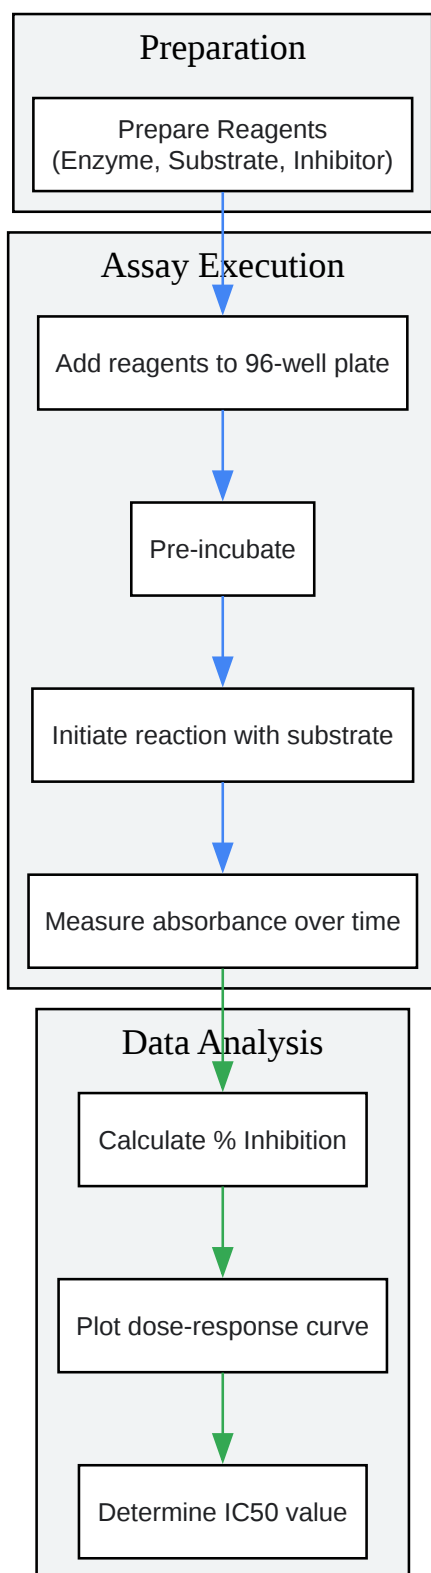 Preparation
Prepare Reagents
(Enzyme, Substrate, Inhibitor)
Assay Execution
Add reagents to 96-well plate
Pre-incubate
Initiate reaction with substrate
Measure absorbance over time
Data Analysis
Calculate % Inhibition
Plot dose-response curve
Determine IC50 value